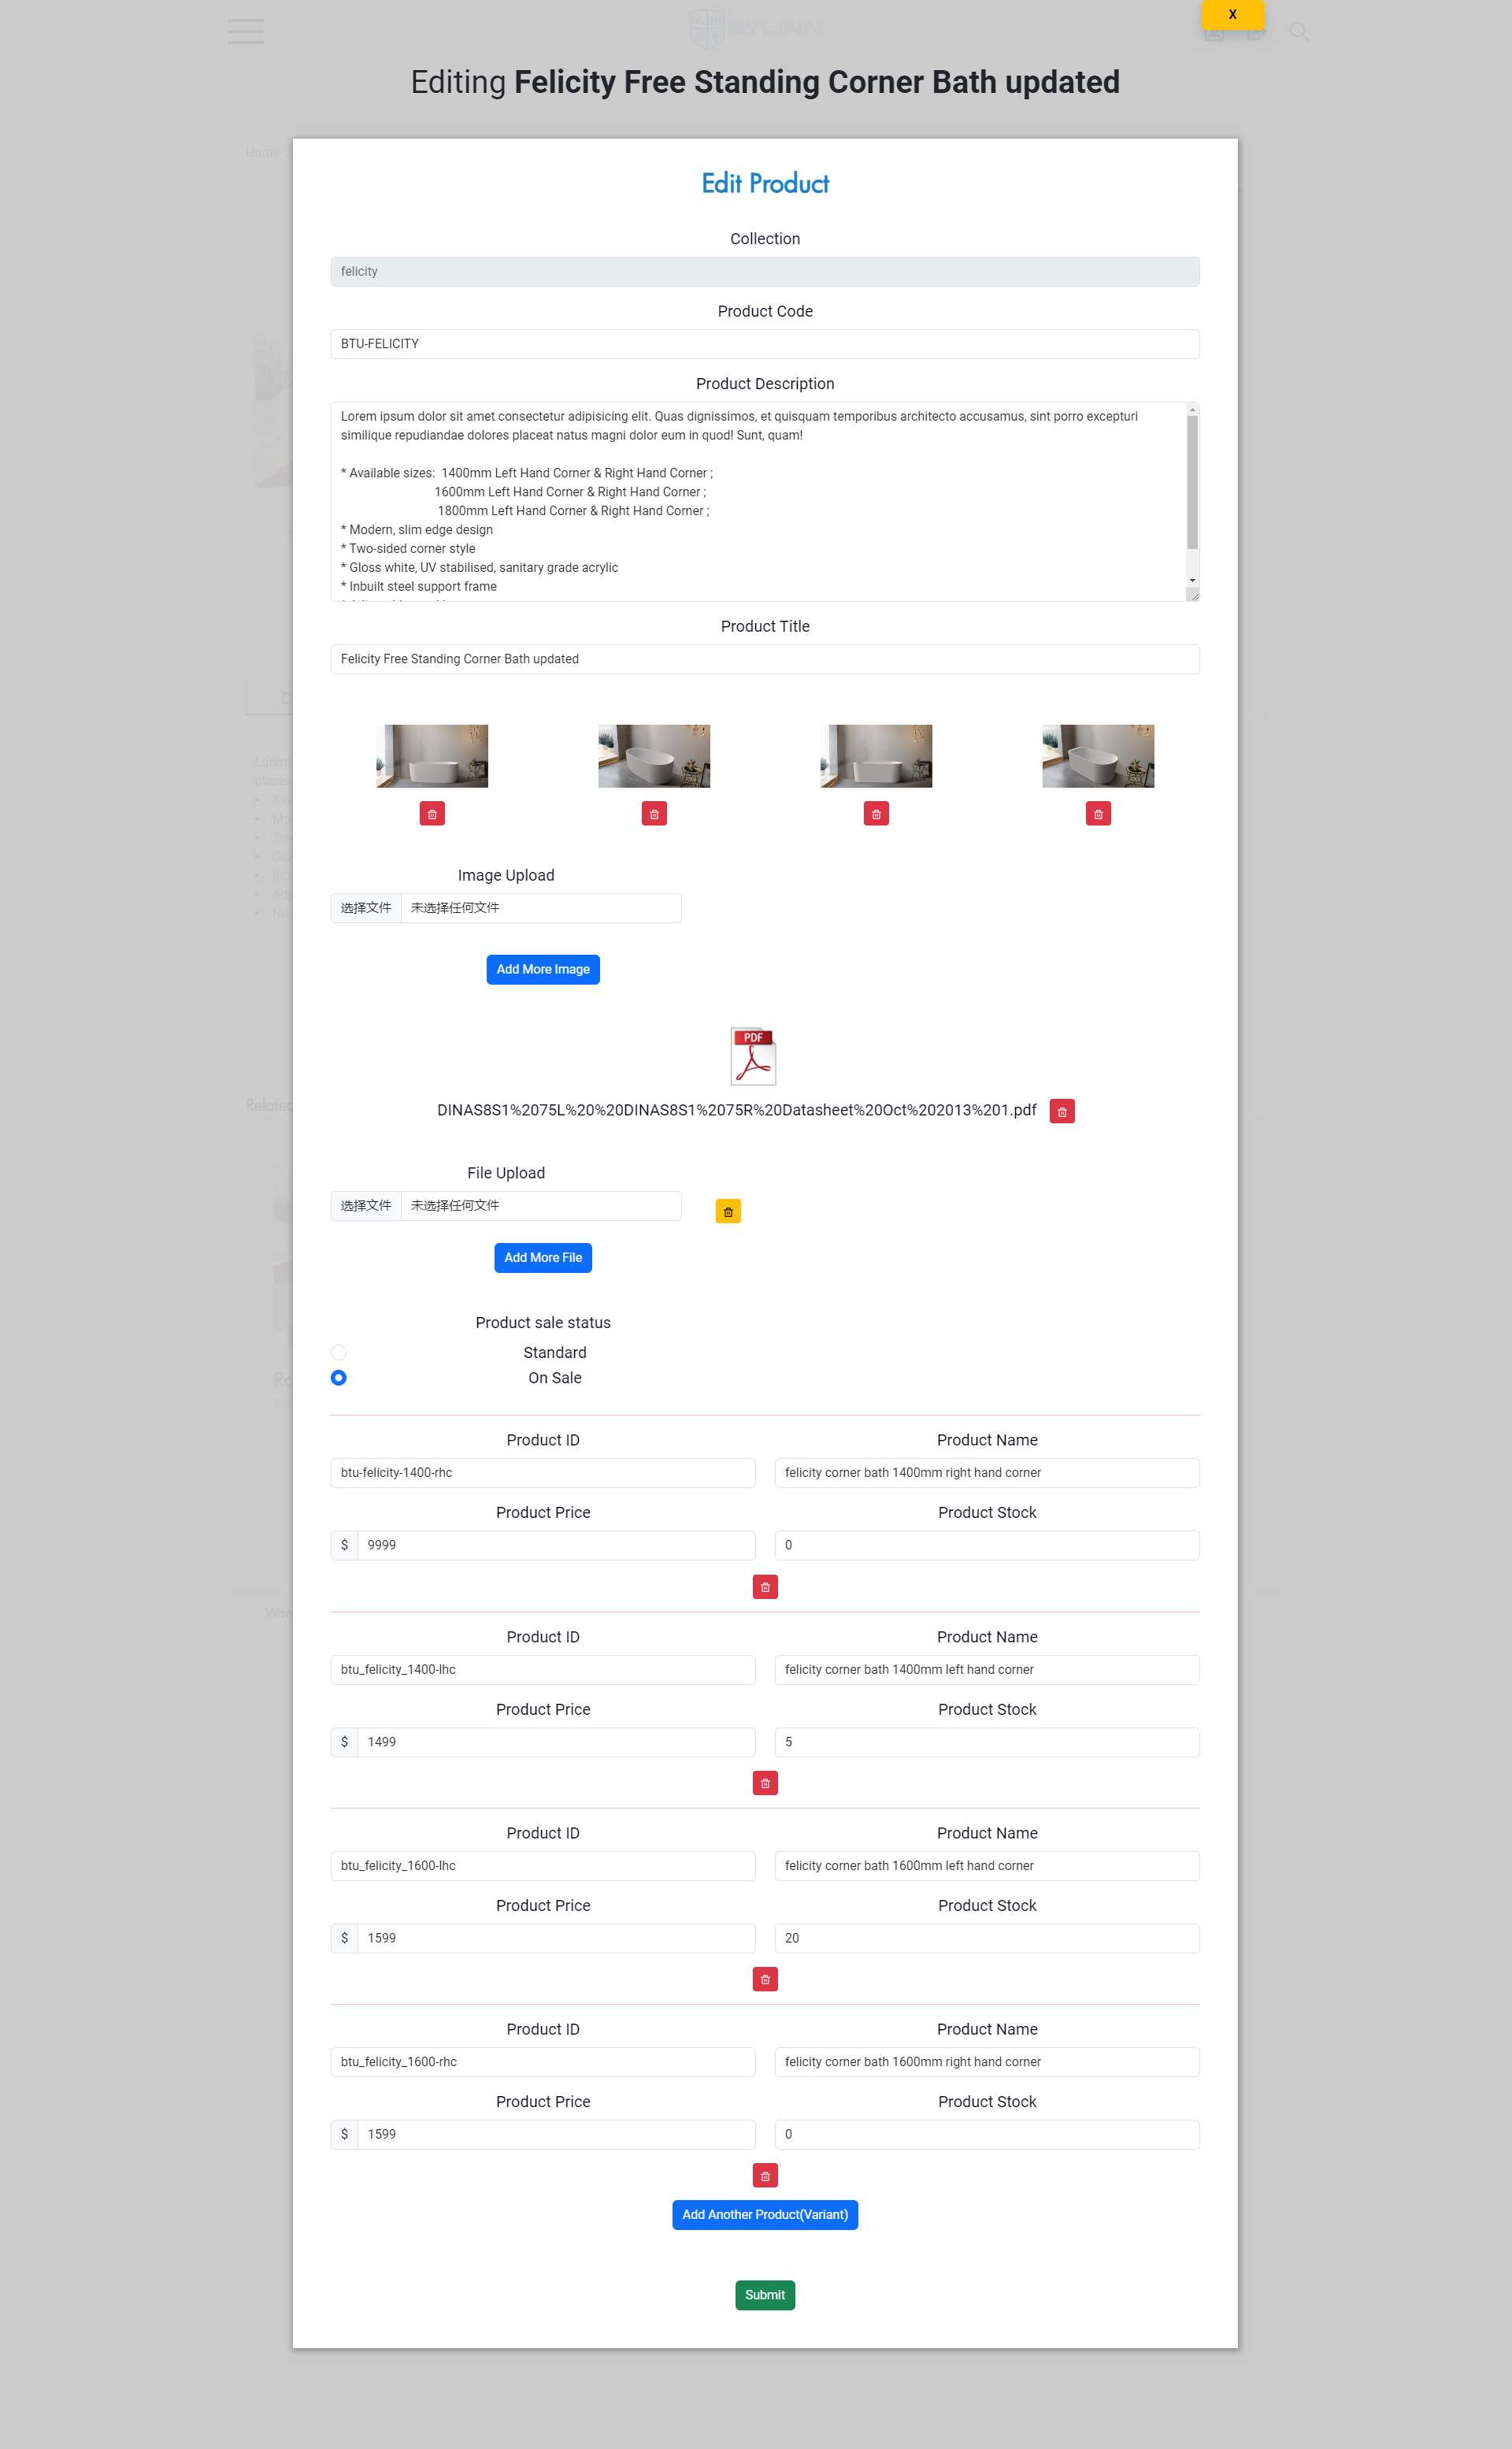 X
BYLINN
Editing Felicity Free Standing Corner Bath updated
Home
Edit Product
Collection
felicity
Product Code
BTU-FELICITY
Product Description
Lorem ipsum dolor sit amet consectetur adipisicing elit. Quas dignissimos, et quisquam temporibus architecto accusamus, sint porro excepturi
similique repudiandae dolores placeat natus magni dolor eum in quod! Sunt, quam!
* Available sizes: 1400mm Left Hand Corner & Right Hand Corner ;
1600mm Left Hand Corner & Right Hand Corner ;
1800mm Left Hand Corner & Right Hand Corner ;
* Modern, slim edge design
* Two-sided corner style
* Gloss white, UV stabilised, sanitary grade acrylic
* Inbuilt steel support frame
Product Title
Felicity Free Standing Corner Bath updated
Lorem
Image Upload
选择文件 未选择任何文件
Add More Image
PDF
Related
DINAS8S1%2075L%20%20DINAS8S1%2075R%20Datasheet%20Oct%202013%201.pdf
File Upload
选择文件 未选择任何文件
Add More File
Product sale status
Standard
On Sale
Product ID Product Name
btu-felicity-1400-rhc felicity corner bath 1400mm right hand corner
Product Price Product Stock
$ 9999 0
Product ID Product Name
btu_felicity_1400-lhc felicity corner bath 1400mm left hand corner
Product Price Product Stock
$ 1499 5
Product ID Product Name
btu_felicity_1600-lhc felicity corner bath 1600mm left hand corner
Product Price Product Stock
$ 1599 20
Product ID Product Name
btu_felicity_1600-rhc felicity corner bath 1600mm right hand corner
Product Price Product Stock
$ 1599 0
Add Another Product(Variant)
Submit